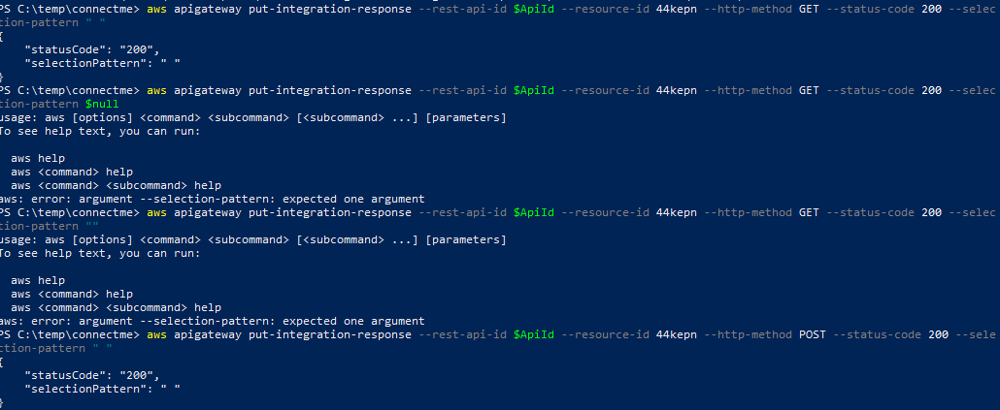 PS C:\temp\connectme> aws apigateway put-integration-response --rest-api-id $ApiId --resource-id 44kepn --http-method GET --status-code 200 --selec
tion-pattern " "
{
    "statusCode": "200",
    "selectionPattern": " "
}
PS C:\temp\connectme> aws apigateway put-integration-response --rest-api-id $ApiId --resource-id 44kepn --http-method GET --status-code 200 --selec
tion-pattern $null
usage: aws [options] <command> <subcommand> [<subcommand> ...] [parameters]
To see help text, you can run:

  aws help
  aws <command> help
  aws <command> <subcommand> help
aws: error: argument --selection-pattern: expected one argument
PS C:\temp\connectme> aws apigateway put-integration-response --rest-api-id $ApiId --resource-id 44kepn --http-method GET --status-code 200 --selec
tion-pattern ""
usage: aws [options] <command> <subcommand> [<subcommand> ...] [parameters]
To see help text, you can run:

  aws help
  aws <command> help
  aws <command> <subcommand> help
aws: error: argument --selection-pattern: expected one argument
PS C:\temp\connectme> aws apigateway put-integration-response --rest-api-id $ApiId --resource-id 44kepn --http-method POST --status-code 200 --sele
ction-pattern " "
{
    "statusCode": "200",
    "selectionPattern": " "
}